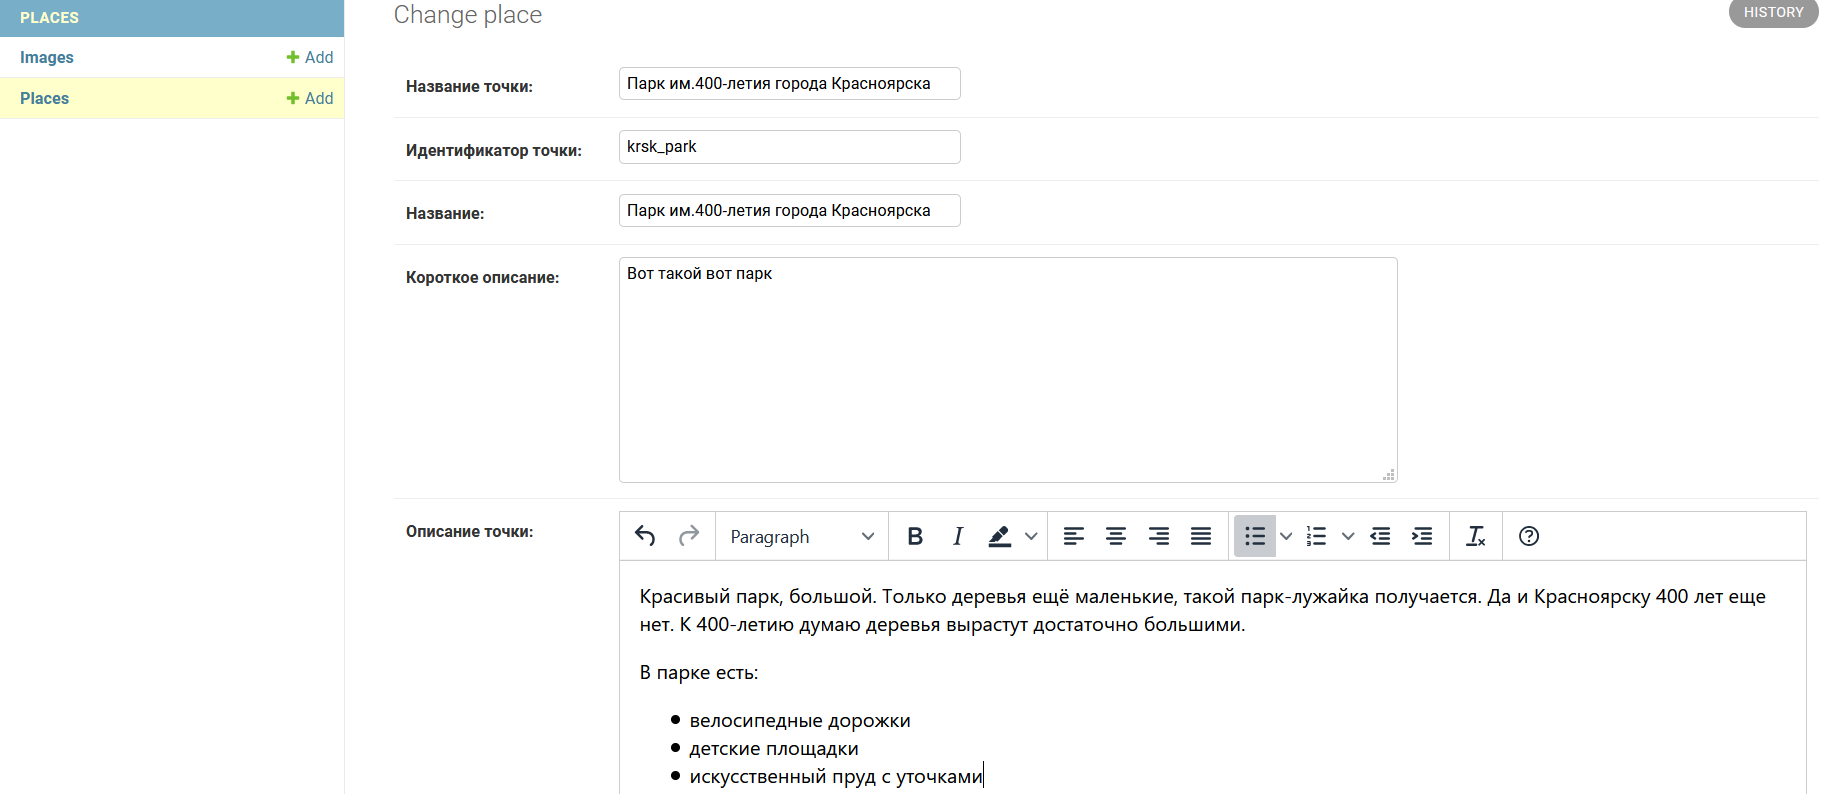 PLACES
Images
Add
Places
Add
Change place
HISTORY
Название точки:
Парк им.400-летия города Красноярска
Идентификатор точки:
krsk_park
Название:
Парк им.400-летия города Красноярска
Короткое описание:
Вот такой вот парк
Описание точки:
Paragraph
Красивый парк, большой. Только деревья ещё маленькие, такой парк-лужайка получается. Да и Красноярску 400 лет еще
нет. К 400-летию думаю деревья вырастут достаточно большими.
В парке есть:
велосипедные дорожки
детские площадки
искусственный пруд с уточками